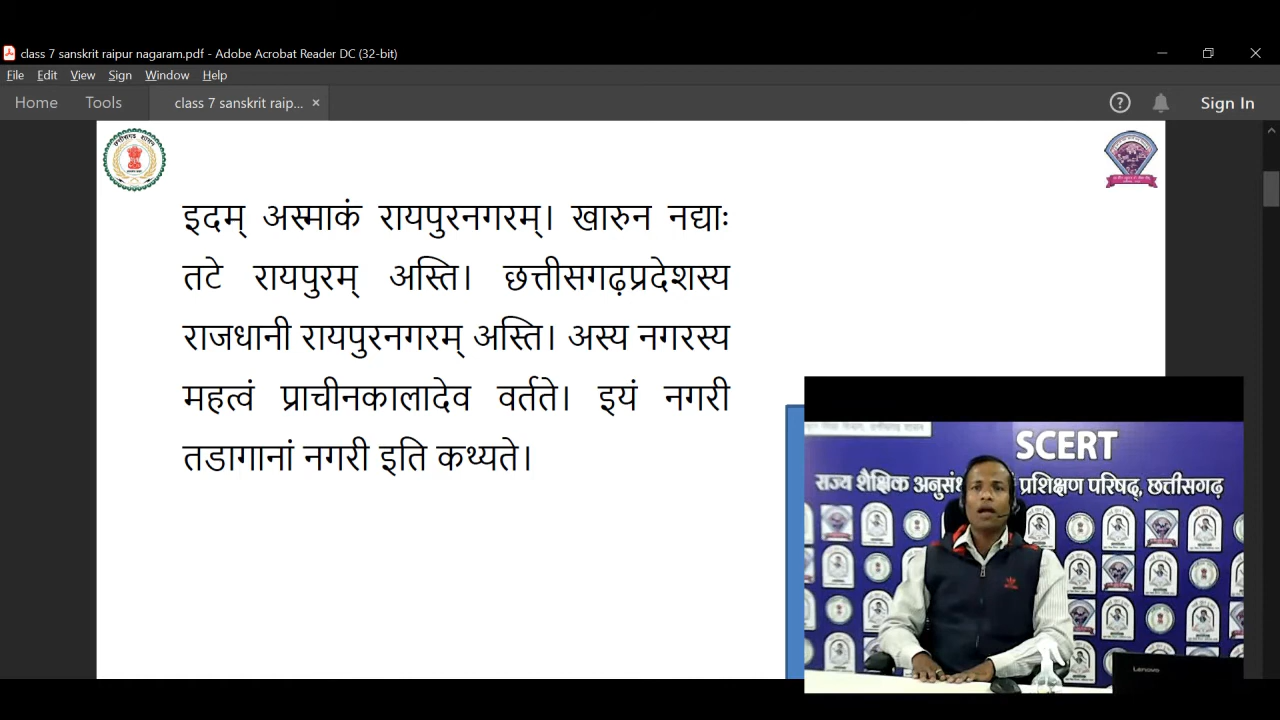 class 7 sanskrit raipur nagaram.pdf - Adobe Acrobat Reader DC (32-bit)
File Edit View Sign Window Help
Home Tools class 7 sanskrit raip... × Sign In
इदम् अस्माकं रायपुरनगरम्। खारुन नद्याः
तटे रायपुरम् अस्ति। छत्तीसगढ़प्रदेशस्य
राजधानी रायपुरनगरम् अस्ति। अस्य नगरस्य
महत्वं प्राचीनकालादेव वर्तते। इयं नगरी
तडागानां नगरी इति कथ्यते।
SCERT
राज्य शैक्षिक अनुसं प्रशिक्षण परिषद्, छत्तीसगढ़
Lenovo